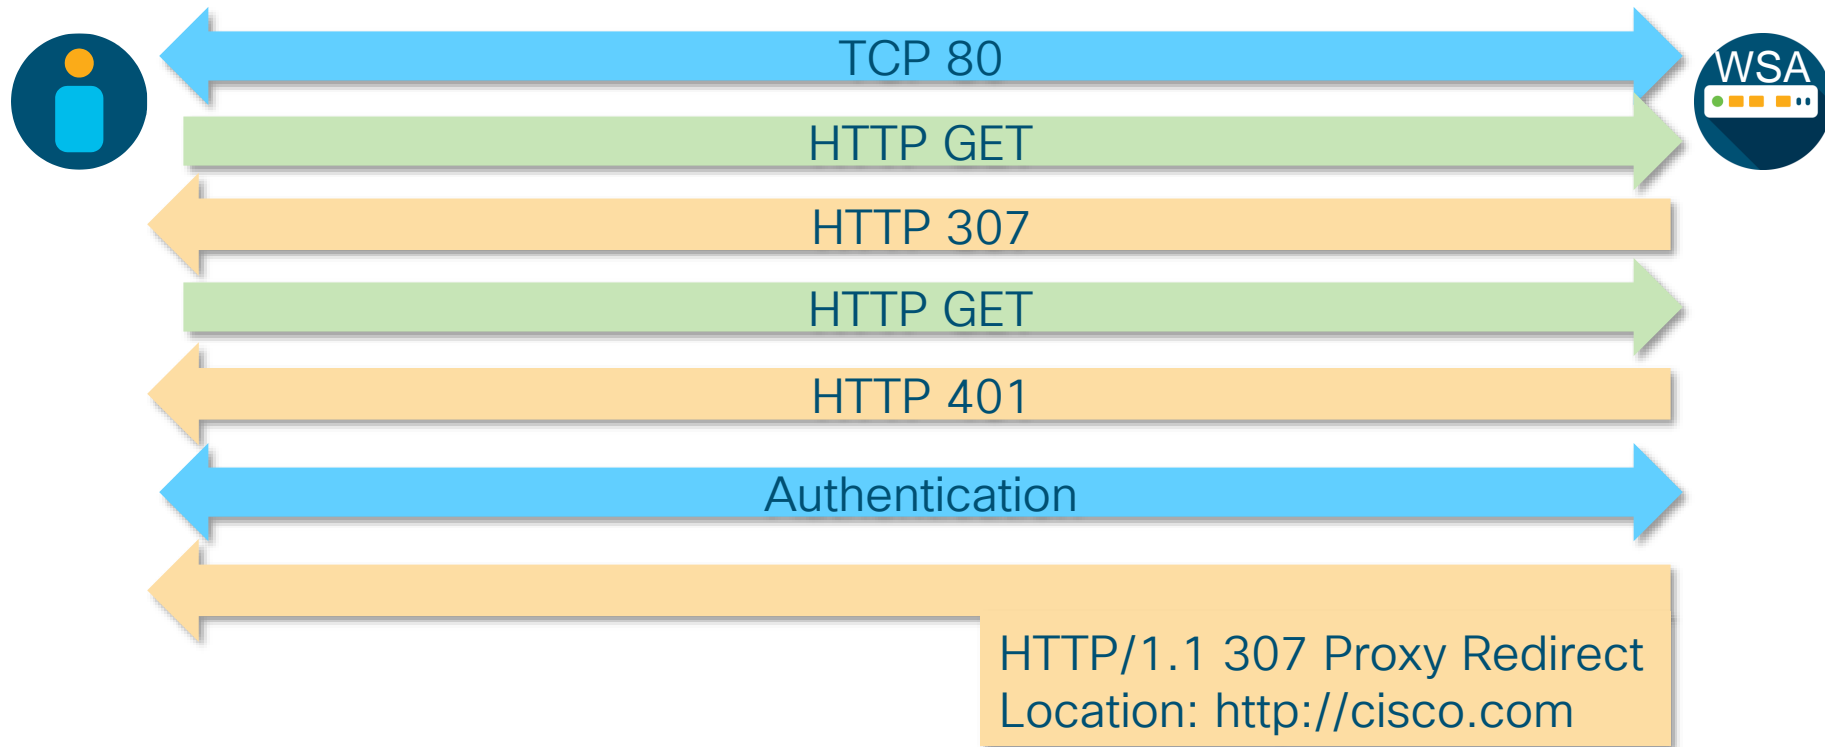 TCP 80
WSA
HTTP GET
HTTP 307
HTTP GET
HTTP 401
Authentication
HTTP/1.1 307 Proxy Redirect
Location: http://cisco.com